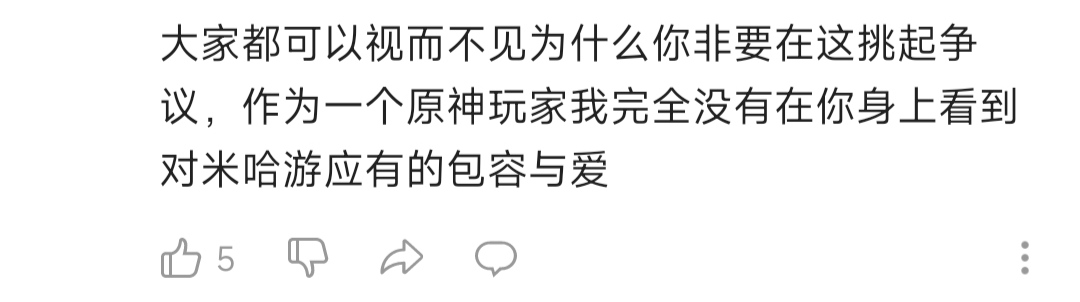 大家都可以视而不见为什么你非要在这挑起争
议，作为一个原神玩家我完全没有在你身上看到
对米哈游应有的包容与爱
5